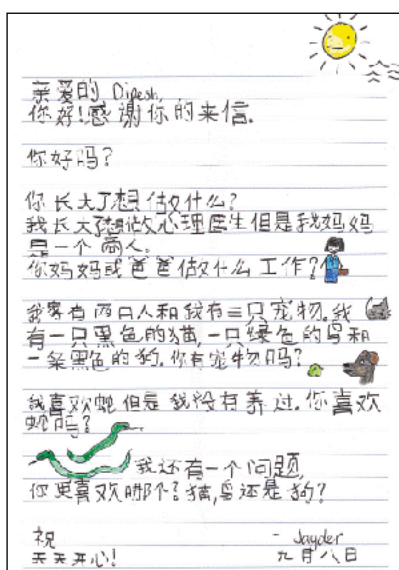 亲爱的 Dipesh,
你好!感谢你的来信.
你好吗?
你长大了想做什么?
我长大了想做心理医生但是我妈妈
是一个商人.
你妈妈或爸爸做什么工作?
我家有两口人和我有三只宠物.我
有一只黑色的猫,一只绿色的鸟和
一条黑色的狗.你有宠物吗?
我喜欢蛇但是我没有养过.你喜欢
蛇吗?
我还有一个问题,
你更喜欢哪个?猫,鸟还是狗?
祝 - Jayder
天天开心! 九月八日